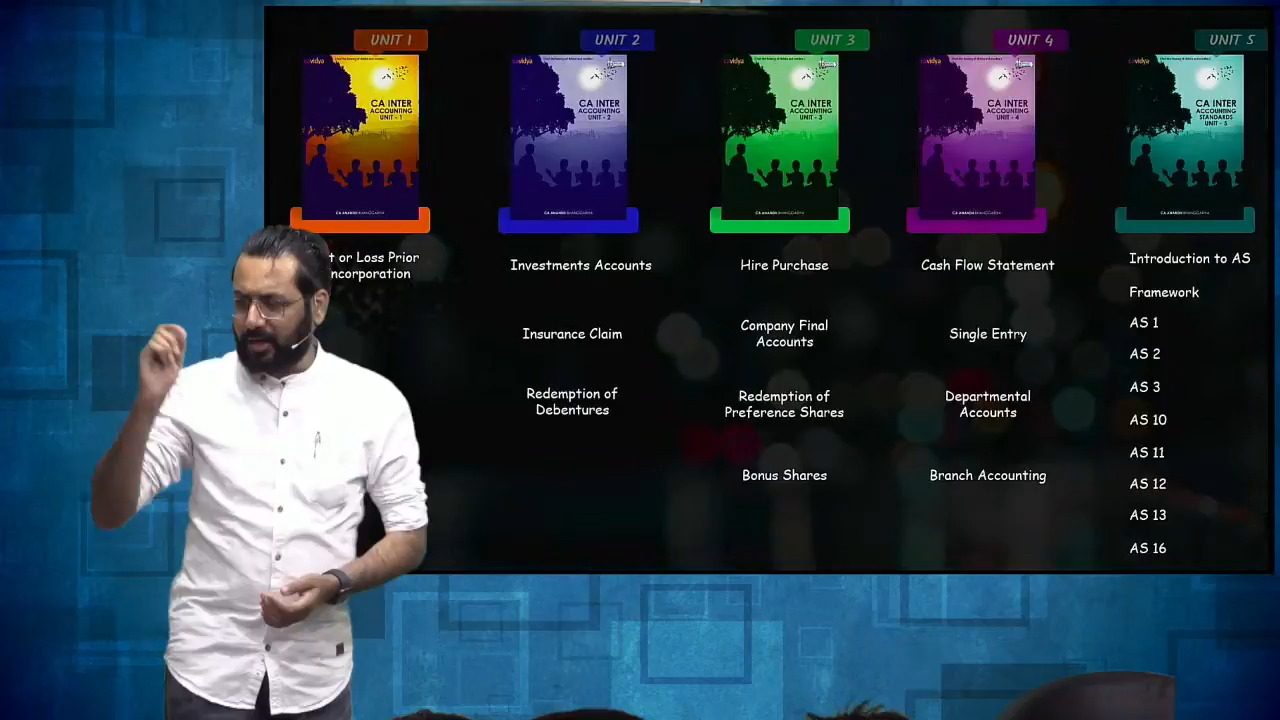 UNIT 1
UNIT 2
UNIT 3
UNIT 4
UNIT 5
CA INTER
ACCOUNTING
UNIT - 1
CA INTER
ACCOUNTING
UNIT - 2
CA INTER
ACCOUNTING
UNIT - 3
CA INTER
ACCOUNTING
UNIT - 4
CA INTER
ACCOUNTING
STANDARDS
UNIT - 5
t or Loss Prior
ncorporation
Investments Accounts
Insurance Claim
Redemption of
Debentures
Hire Purchase
Company Final
Accounts
Redemption of
Preference Shares
Bonus Shares
Cash Flow Statement
Single Entry
Departmental
Accounts
Branch Accounting
Introduction to AS
Framework
AS 1
AS 2
AS 3
AS 10
AS 11
AS 12
AS 13
AS 16